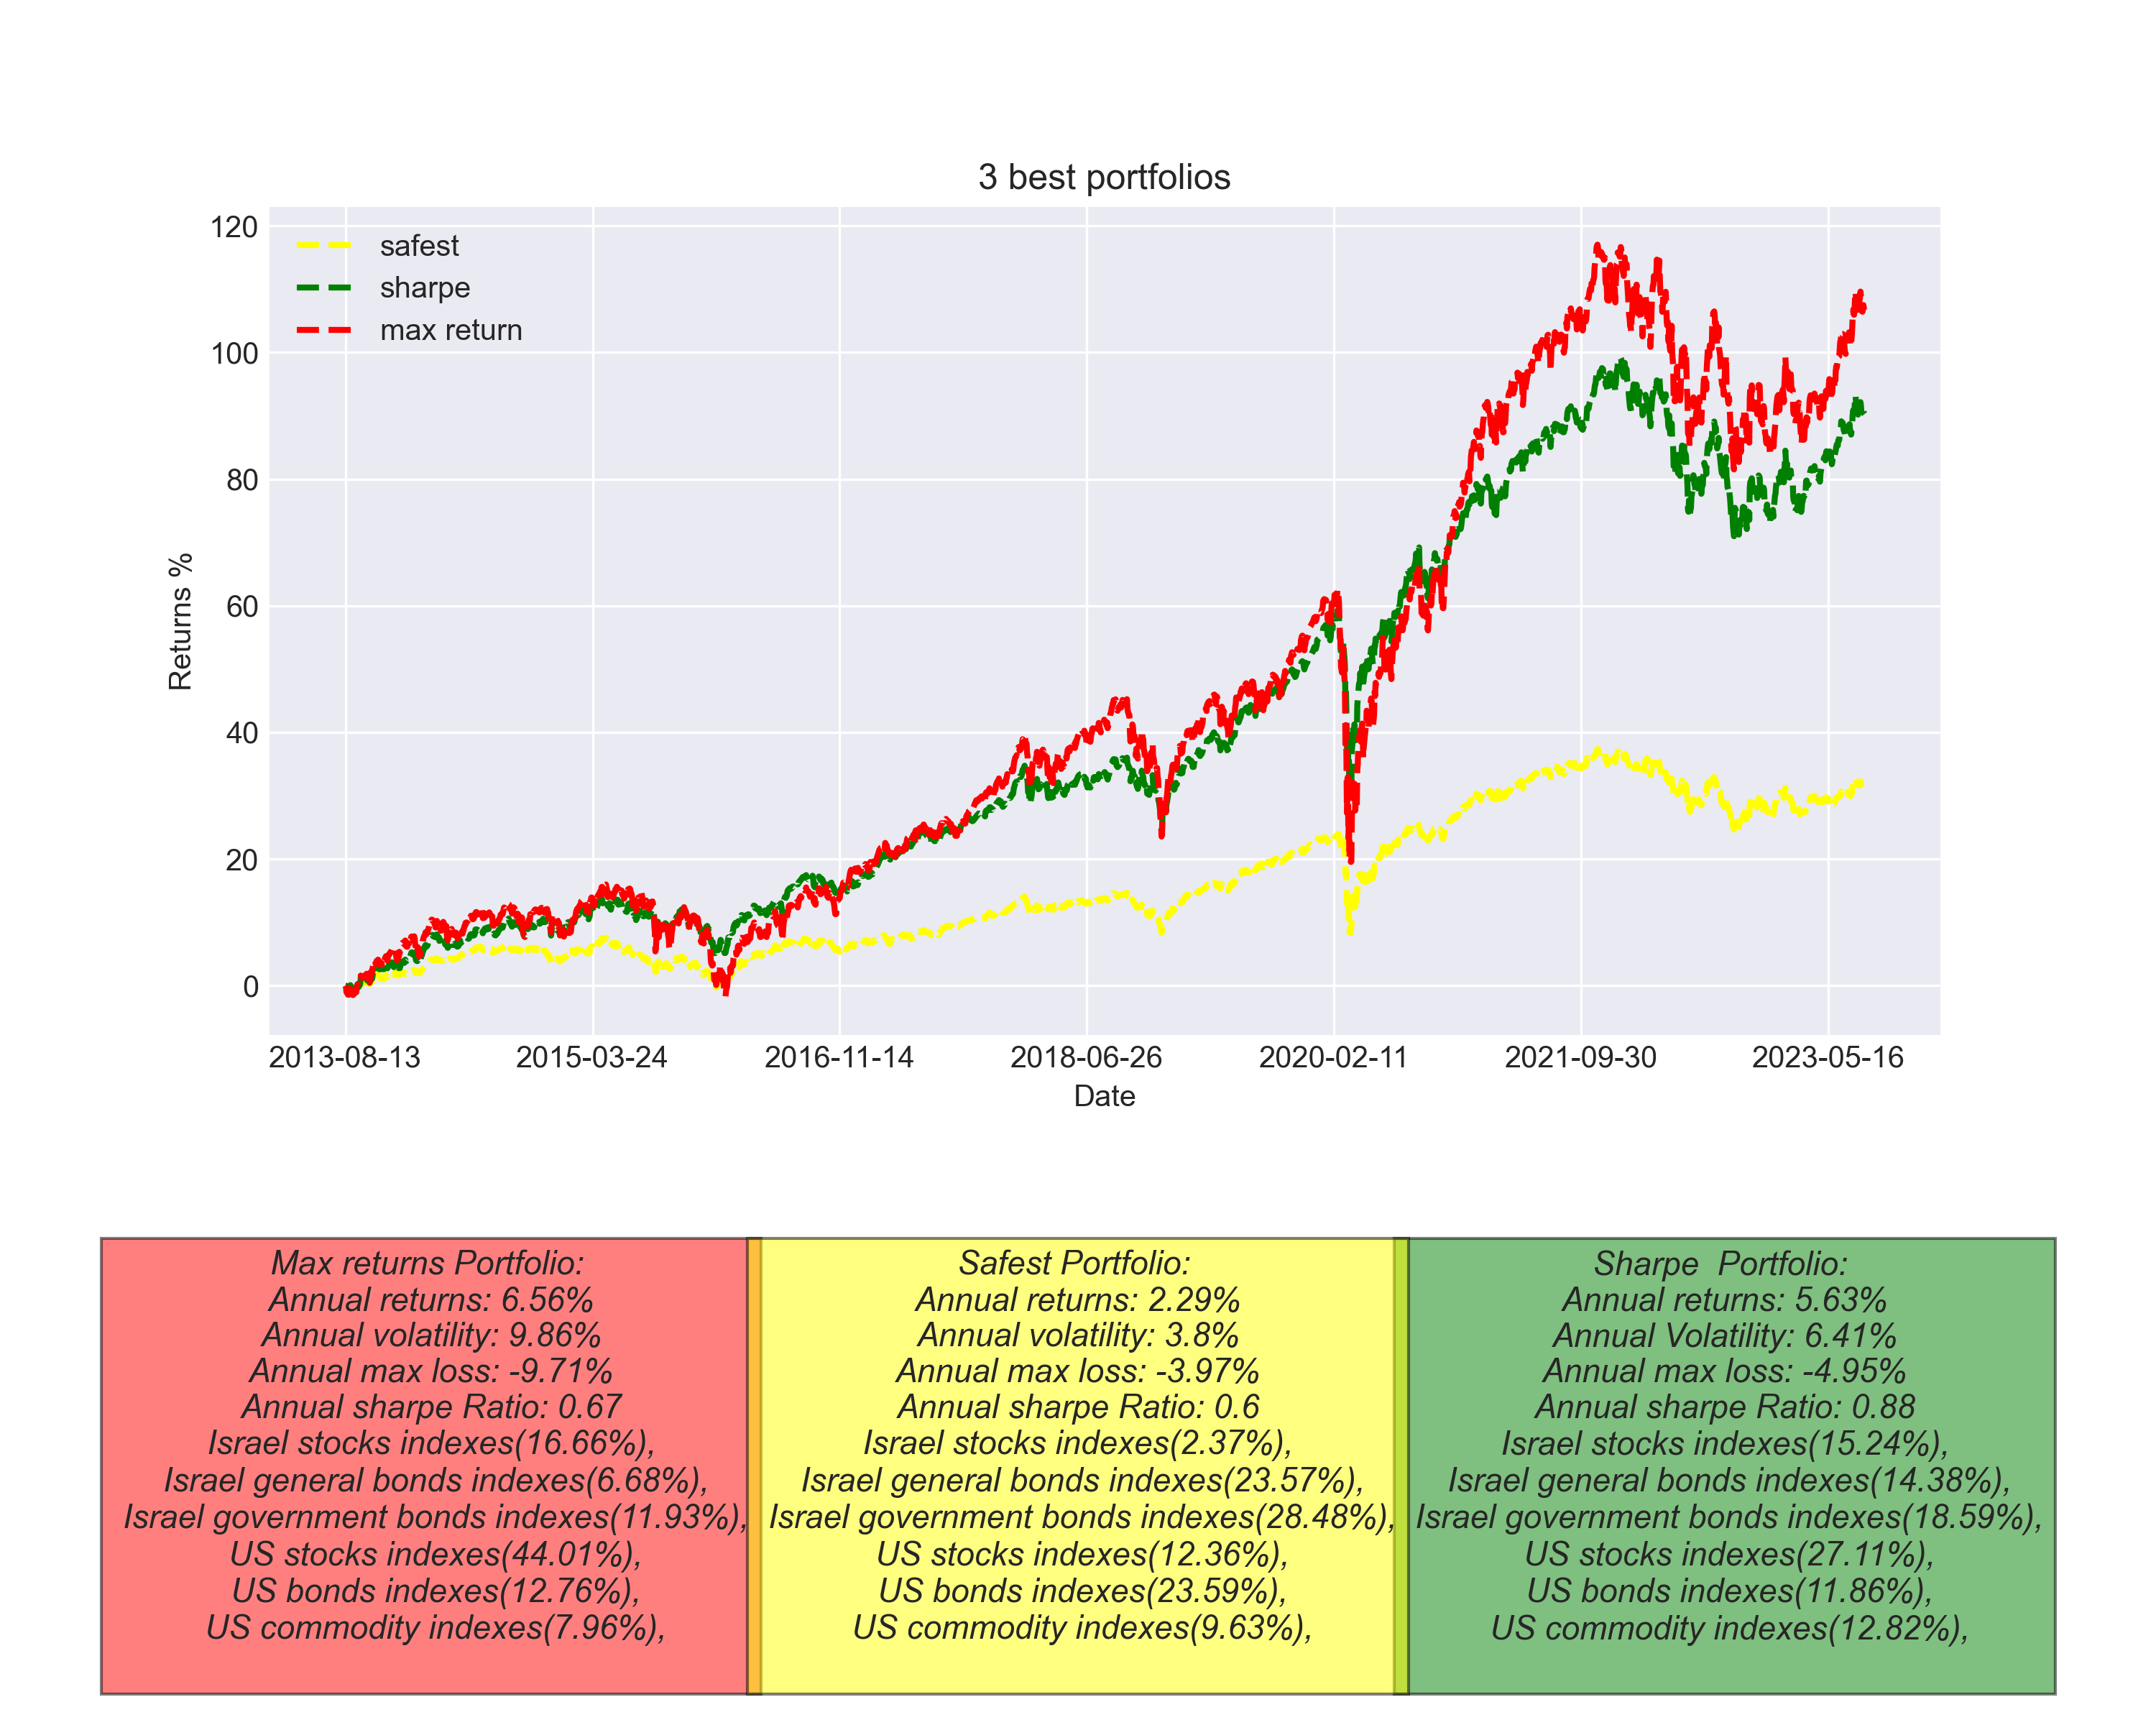 3 best portfolios
120
100
80
60
40
20
0
Returns %
safest
sharpe
max return
2013-08-13 2015-03-24 2016-11-14 2018-06-26 2020-02-11 2021-09-30 2023-05-16
Date
Max returns Portfolio:
Annual returns: 6.56%
Annual volatility: 9.86%
Annual max loss: -9.71%
Annual sharpe Ratio: 0.67
Israel stocks indexes(16.66%),
Israel general bonds indexes(6.68%),
Israel government bonds indexes(11.93%),
US stocks indexes(44.01%),
US bonds indexes(12.76%),
US commodity indexes(7.96%),
Safest Portfolio:
Annual returns: 2.29%
Annual volatility: 3.8%
Annual max loss: -3.97%
Annual sharpe Ratio: 0.6
Israel stocks indexes(2.37%),
Israel general bonds indexes(23.57%),
Israel government bonds indexes(28.48%),
US stocks indexes(12.36%),
US bonds indexes(23.59%),
US commodity indexes(9.63%),
Sharpe  Portfolio:
Annual returns: 5.63%
Annual Volatility: 6.41%
Annual max loss: -4.95%
Annual sharpe Ratio: 0.88
Israel stocks indexes(15.24%),
Israel general bonds indexes(14.38%),
Israel government bonds indexes(18.59%),
US stocks indexes(27.11%),
US bonds indexes(11.86%),
US commodity indexes(12.82%),